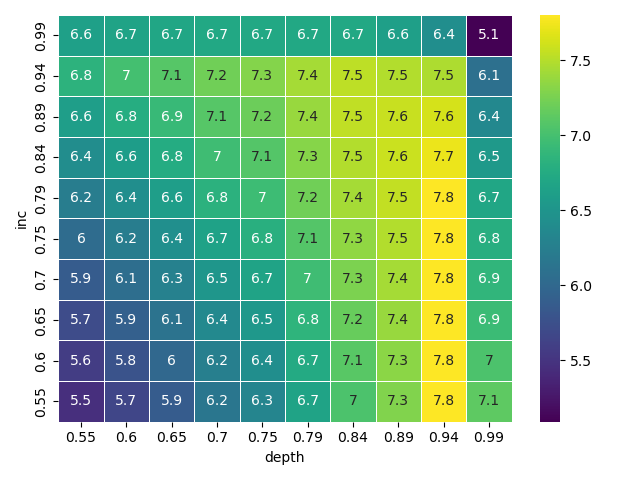 0.99 6.6 6.7 6.7 6.7 6.7 6.7 6.7 6.6 6.4 5.1
0.94 6.8 7 7.1 7.2 7.3 7.4 7.5 7.5 7.5 6.1
0.89 6.6 6.8 6.9 7.1 7.2 7.4 7.5 7.6 7.6 6.4
0.84 6.4 6.6 6.8 7 7.1 7.3 7.5 7.6 7.7 6.5
0.79 6.2 6.4 6.6 6.8 7 7.2 7.4 7.5 7.8 6.7
0.75 6 6.2 6.4 6.7 6.8 7.1 7.3 7.5 7.8 6.8
0.7 5.9 6.1 6.3 6.5 6.7 7 7.3 7.4 7.8 6.9
0.65 5.7 5.9 6.1 6.4 6.5 6.8 7.2 7.4 7.8 6.9
0.6 5.6 5.8 6 6.2 6.4 6.7 7.1 7.3 7.8 7
0.55 5.5 5.7 5.9 6.2 6.3 6.7 7 7.3 7.8 7.1
0.55 0.6 0.65 0.7 0.75 0.79 0.84 0.89 0.94 0.99
depth
inc
7.5
7.0
6.5
6.0
5.5